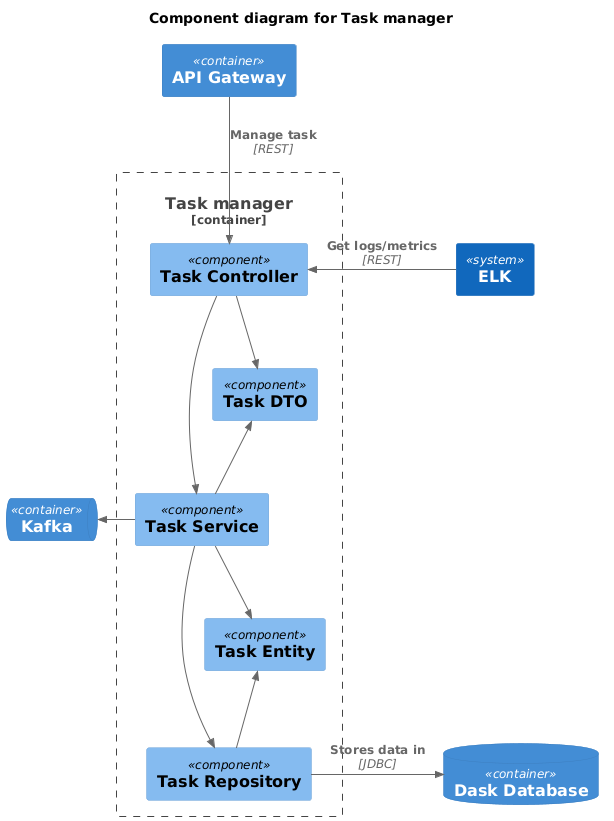 Component diagram for Task manager
«container»
API Gateway
Manage task
[REST]
Task manager
[container]
«component»
Task Controller
Get logs/metrics
[REST]
«system»
ELK
«component»
Task DTO
«container»
Kafka
«component»
Task Service
«component»
Task Entity
«component»
Task Repository
Stores data in
[JDBC]
«container»
Dask Database